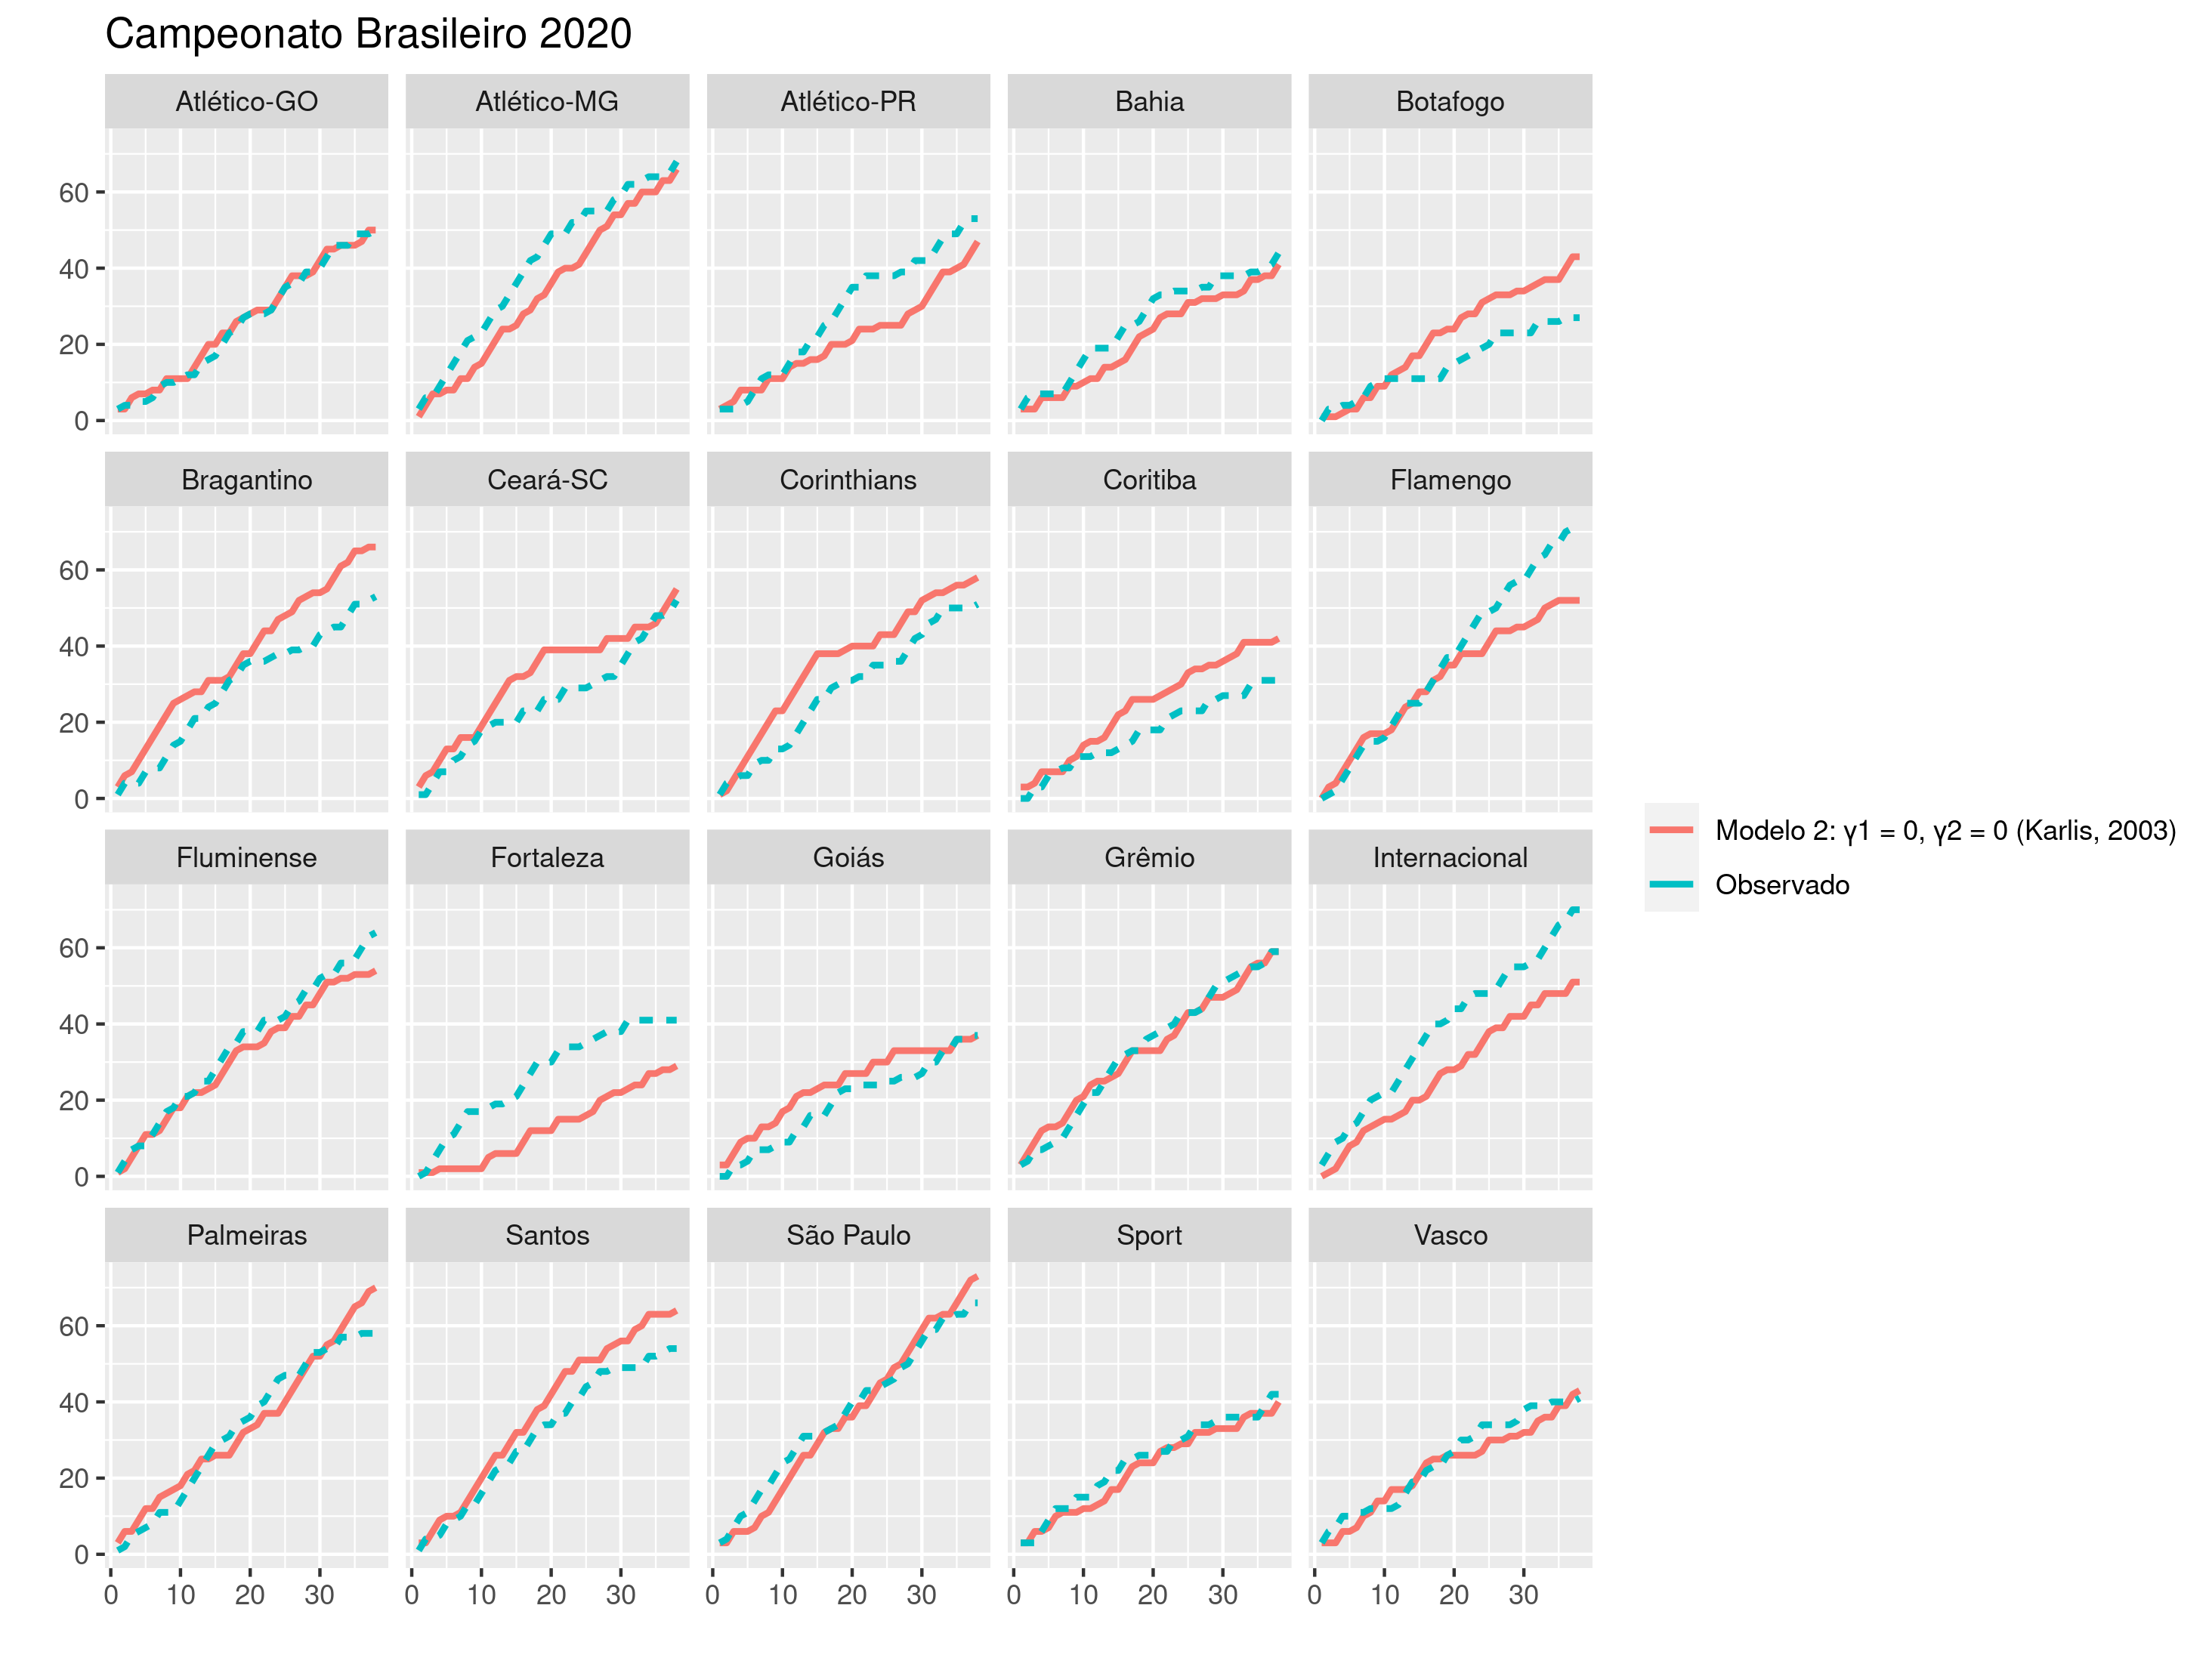 Campeonato Brasileiro 2020
Atlético-GO Atlético-MG Atlético-PR Bahia Botafogo
60
40
20
0
Bragantino Ceará-SC Corinthians Coritiba Flamengo
60
40
20
0
Modelo 2: γ1 = 0, γ2 = 0 (Karlis, 2003)
Observado
Fluminense Fortaleza Goiás Grêmio Internacional
60
40
20
0
Palmeiras Santos São Paulo Sport Vasco
60
40
20
0
0 10 20 30 0 10 20 30 0 10 20 30 0 10 20 30 0 10 20 30